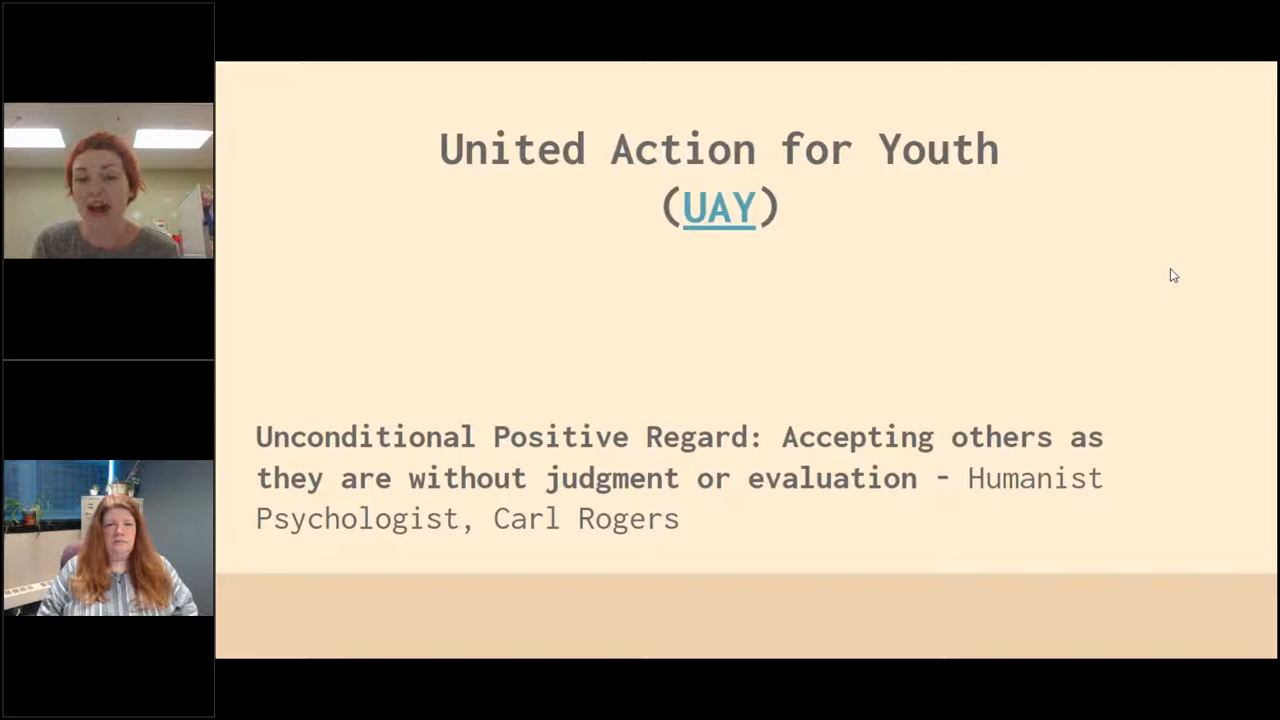 United Action for Youth
(UAY)
Unconditional Positive Regard: Accepting others as
they are without judgment or evaluation - Humanist
Psychologist, Carl Rogers